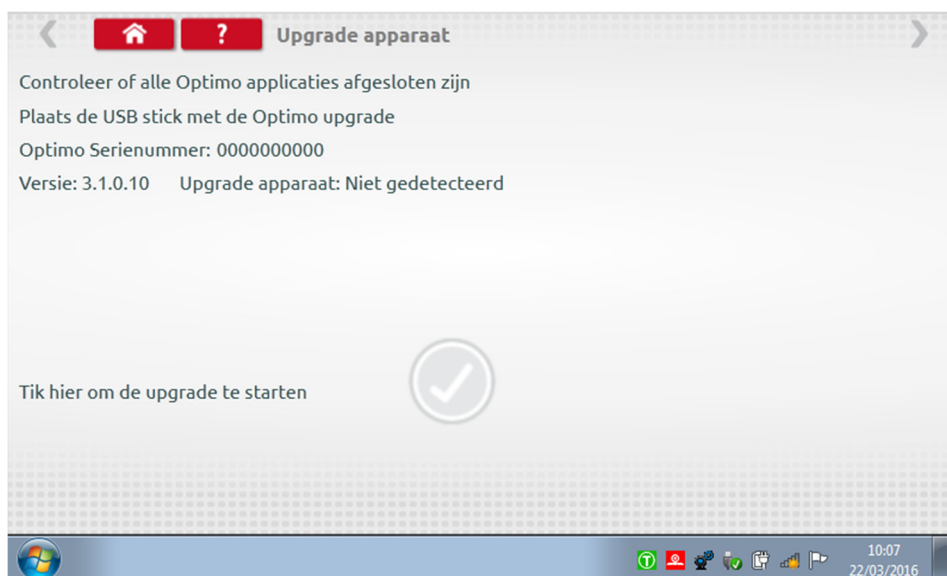 ? Upgrade apparaat
Controleer of alle Optimo applicaties afgesloten zijn
Plaats de USB stick met de Optimo upgrade
Optimo Serienummer: 0000000000
Versie: 3.1.0.10 Upgrade apparaat: Niet gedetecteerd
Tik hier om de upgrade te starten
10:07
22/03/2016